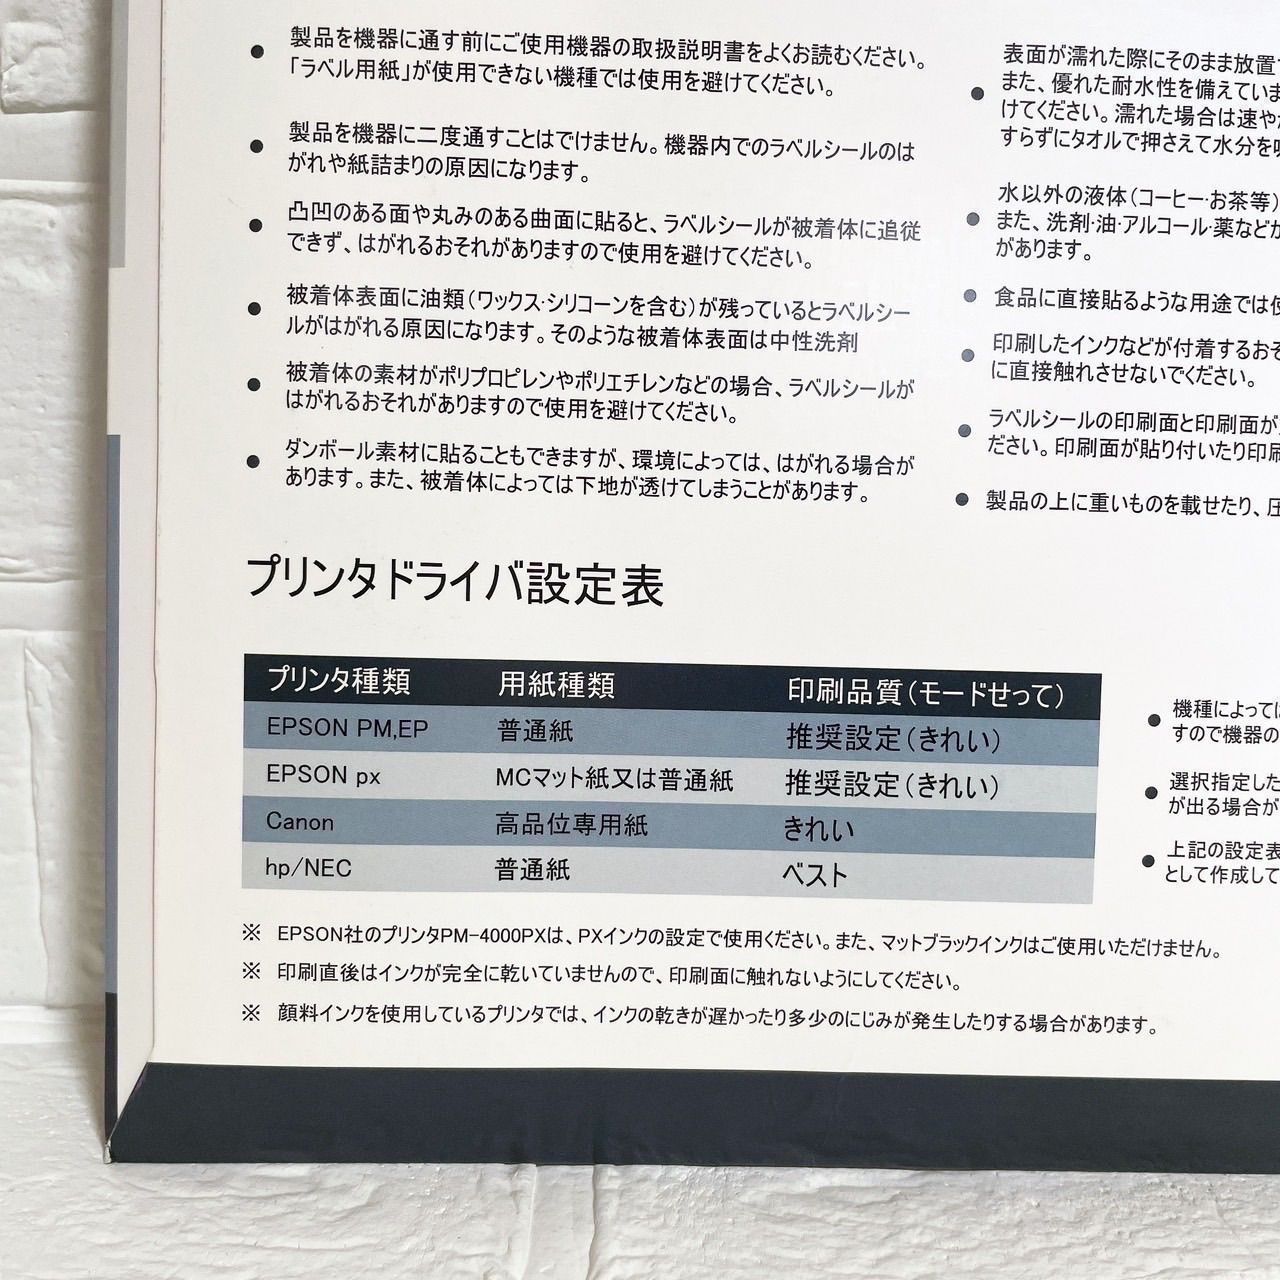 製品を機器に通す前にご使用機器の取扱説明書をよくお読むください。
「ラベル用紙」が使用できない機種では使用を避けてください。
製品を機器に二度通すことはでけません。機器内でのラベルシールのは
がれや紙詰まりの原因になります。
凸凹のある面や丸みのある曲面に貼ると、ラベルシールが被着体に追従
できず、はがれるおそれがありますので使用を避けてください。
被着体表面に油類（ワックス・シリコーンを含む）が残っているとラベルシー
ルがはがれる原因になります。そのような被着体表面は中性洗剤
被着体の素材がポリプロピレンやポリエチレンなどの場合、ラベルシールが
はがれるおそれがありますので使用を避けてください。
ダンボール素材に貼ることもできますが、環境によっては、はがれる場合が
あります。また、被着体によっては下地が透けてしまうことがあります。
表面が濡れた際にそのまま放置
また、優れた耐水性を備えていま
けてください。濡れた場合は速や
すらずにタオルで押さえて水分を
水以外の液体（コーヒー・お茶等）
また、洗剤・油・アルコール・薬などが
があります。
食品に直接貼るような用途では使
印刷したインクなどが付着するおそ
に直接触れさせないでください。
ラベルシールの印刷面と印刷面が
ださい。印刷面が貼り付いたり印刷
製品の上に重いものを載せたり、圧
プリンタドライバ設定表
プリンタ種類 用紙種類 印刷品質（モードせって）
EPSON PM,EP 普通紙 推奨設定（きれい）
EPSON px MCマット紙又は普通紙 推奨設定（きれい）
Canon 高品位専用紙 きれい
hp/NEC 普通紙 ベスト
機種によっては
すので機器の
選択指定した
が出る場合が
上記の設定表
として作成して
※ EPSON社のプリンタPM-4000PXは、PXインクの設定で使用ください。また、マットブラックインクはご使用いただけません。
※ 印刷直後はインクが完全に乾いていませんので、印刷面に触れないようにしてください。
※ 顔料インクを使用しているプリンタでは、インクの乾きが遅かったり多少のにじみが発生したりする場合があります。